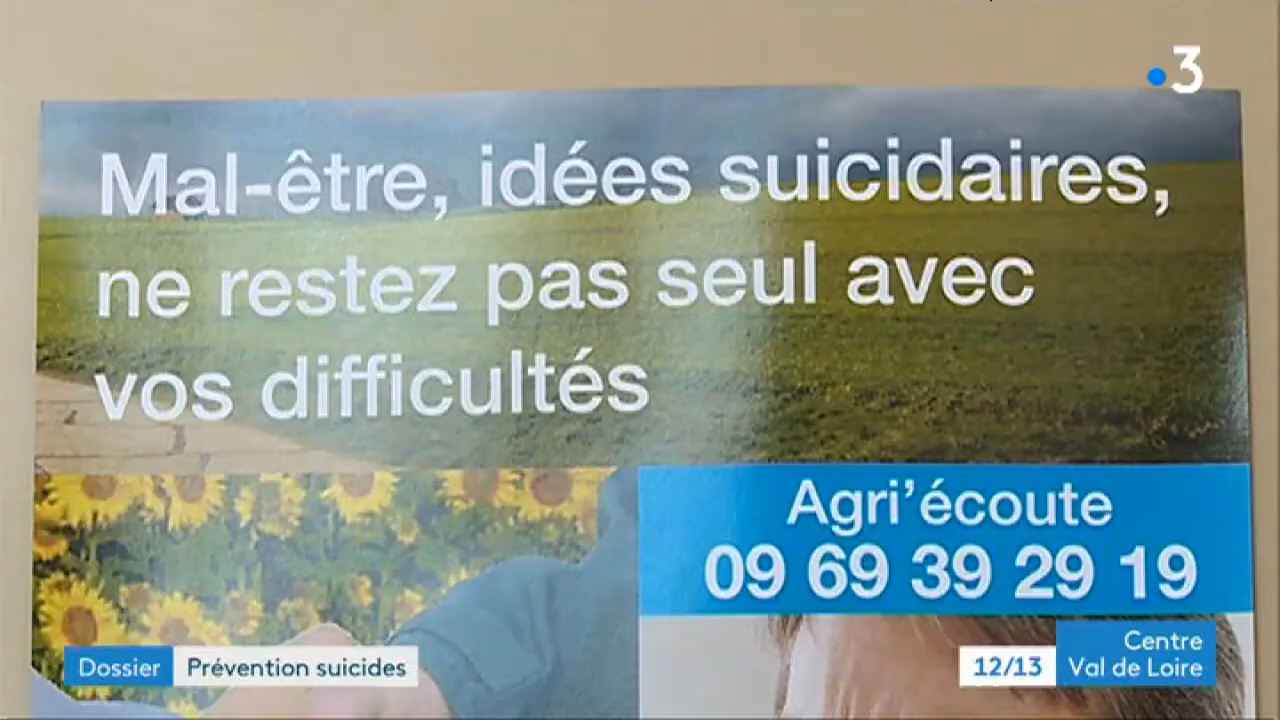 3
Mal-être, idées suicidaires,
ne restez pas seul avec
vos difficultés
Agri'écoute
09 69 39 29 19
Dossier Prévention suicides
12/13 Centre
Val de Loire